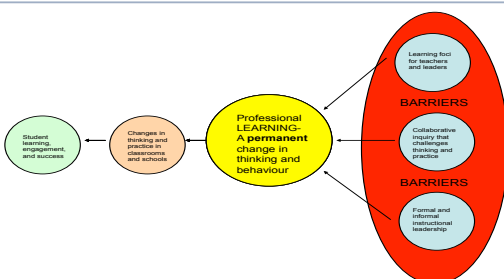 Student
learning,
engagement,
and success
Changes in
thinking and
practice in
classrooms
and schools
Professional
LEARNING-
A permanent
change in
thinking and
behaviour
Learning foci
for teachers
and leaders
BARRIERS
Collaborative
inquiry that
challenges
thinking and
practice
BARRIERS
Formal and
informal
instructional
leadership